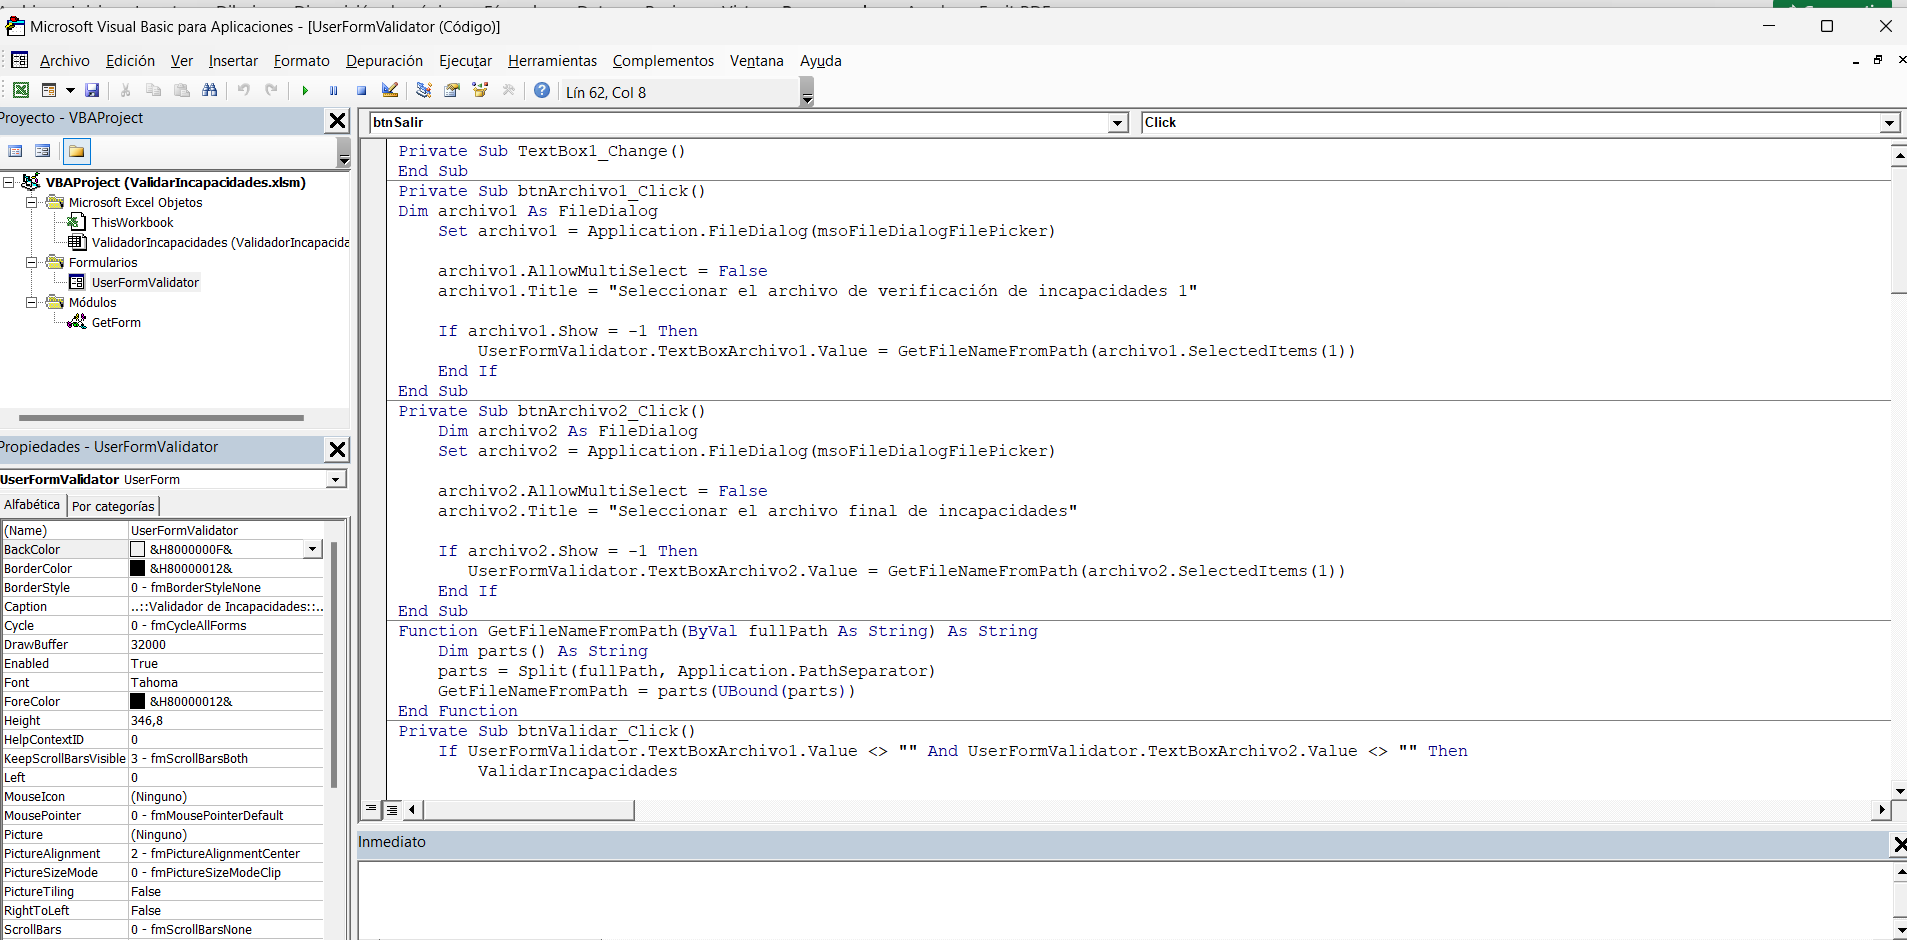 Microsoft Visual Basic para Aplicaciones - [UserFormValidator (Código)]
Archivo Edición Ver Insertar Formato Depuración Ejecutar Herramientas Complementos Ventana Ayuda
Lín 62, Col 8
Proyecto - VBAProject
VBAProject (ValidarIncapacidades.xlsm)
Microsoft Excel Objetos
ThisWorkbook
ValidadorIncapacidades (ValidadorIncapacida
Formularios
UserFormValidator
Módulos
GetForm
Propiedades - UserFormValidator
UserFormValidator UserForm
Alfabética Por categorías
(Name) UserFormValidator
BackColor &H8000000F&
BorderColor &H80000012&
BorderStyle 0 - fmBorderStyleNone
Caption ..::Validador de Incapacidades::..
Cycle 0 - fmCycleAllForms
DrawBuffer 32000
Enabled True
Font Tahoma
ForeColor &H80000012&
Height 346,8
HelpContextID 0
KeepScrollBarsVisible 3 - fmScrollBarsBoth
Left 0
MouseIcon (Ninguno)
MousePointer 0 - fmMousePointerDefault
Picture (Ninguno)
PictureAlignment 2 - fmPictureAlignmentCenter
PictureSizeMode 0 - fmPictureSizeModeClip
PictureTiling False
RightToLeft False
ScrollBars 0 - fmScrollBarsNone
btnSalir Click
Private Sub TextBox1_Change()
End Sub
Private Sub btnArchivo1_Click()
Dim archivo1 As FileDialog
Set archivo1 = Application.FileDialog(msoFileDialogFilePicker)
archivo1.AllowMultiSelect = False
archivo1.Title = "Seleccionar el archivo de verificación de incapacidades 1"
If archivo1.Show = -1 Then
UserFormValidator.TextBoxArchivo1.Value = GetFileNameFromPath(archivo1.SelectedItems(1))
End If
End Sub
Private Sub btnArchivo2_Click()
Dim archivo2 As FileDialog
Set archivo2 = Application.FileDialog(msoFileDialogFilePicker)
archivo2.AllowMultiSelect = False
archivo2.Title = "Seleccionar el archivo final de incapacidades"
If archivo2.Show = -1 Then
UserFormValidator.TextBoxArchivo2.Value = GetFileNameFromPath(archivo2.SelectedItems(1))
End If
End Sub
Function GetFileNameFromPath(ByVal fullPath As String) As String
Dim parts() As String
parts = Split(fullPath, Application.PathSeparator)
GetFileNameFromPath = parts(UBound(parts))
End Function
Private Sub btnValidar_Click()
If UserFormValidator.TextBoxArchivo1.Value <> "" And UserFormValidator.TextBoxArchivo2.Value <> "" Then
ValidarIncapacidades
Inmediato